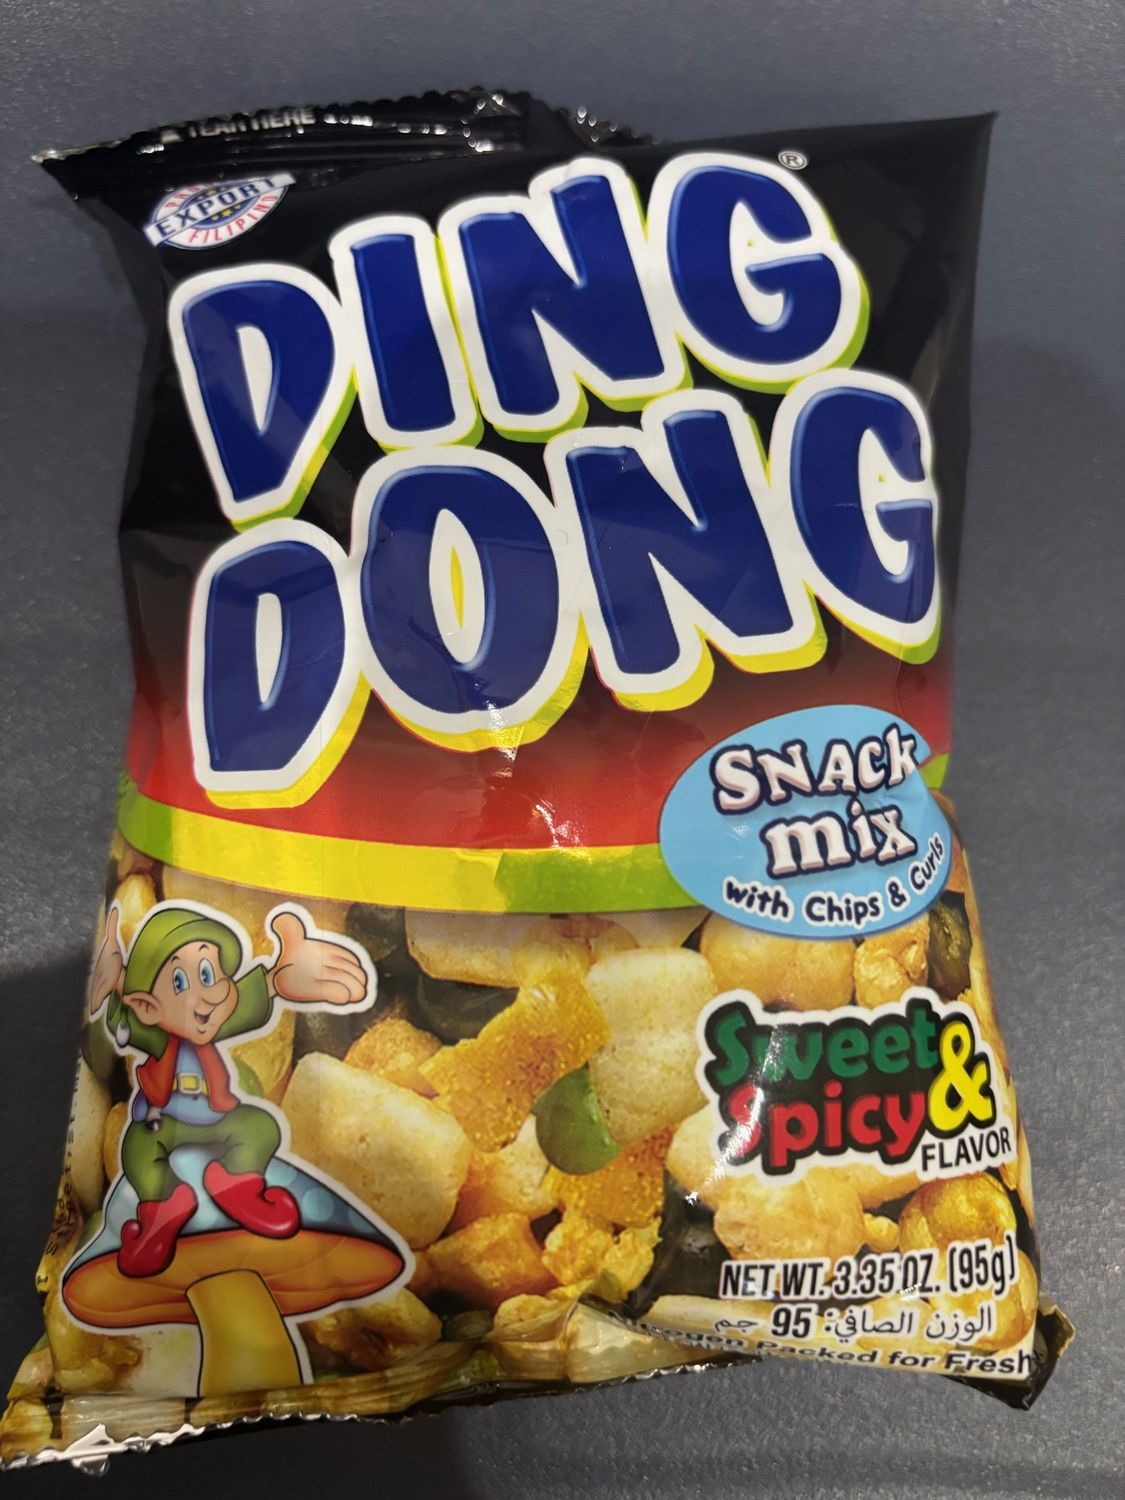 TEAR HERE
EXPORT
FILIPINO
DING
DONG
®
SNACK
mix
with Chips & Curls
Sweet &
Spicy
FLAVOR
NET WT. 3.35 OZ. (95g)
الوزن الصافي: 95 جم
Packed for Fresh